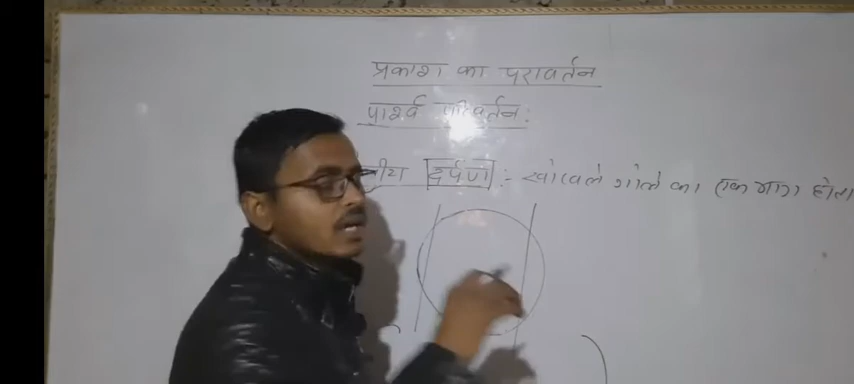 प्रकाश का परावर्तन
पार्श्व परिवर्तन:
दर्पण :- खोखले गोले का एक भाग होता